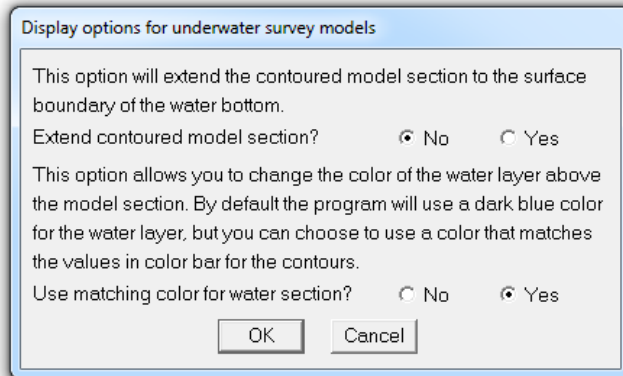 Display options for underwater survey models
This option will extend the contoured model section to the surface
boundary of the water bottom.
Extend contoured model section? No Yes
This option allows you to change the color of the water layer above
the model section. By default the program will use a dark blue color
for the water layer, but you can choose to use a color that matches
the values in color bar for the contours.
Use matching color for water section? No Yes
OK Cancel